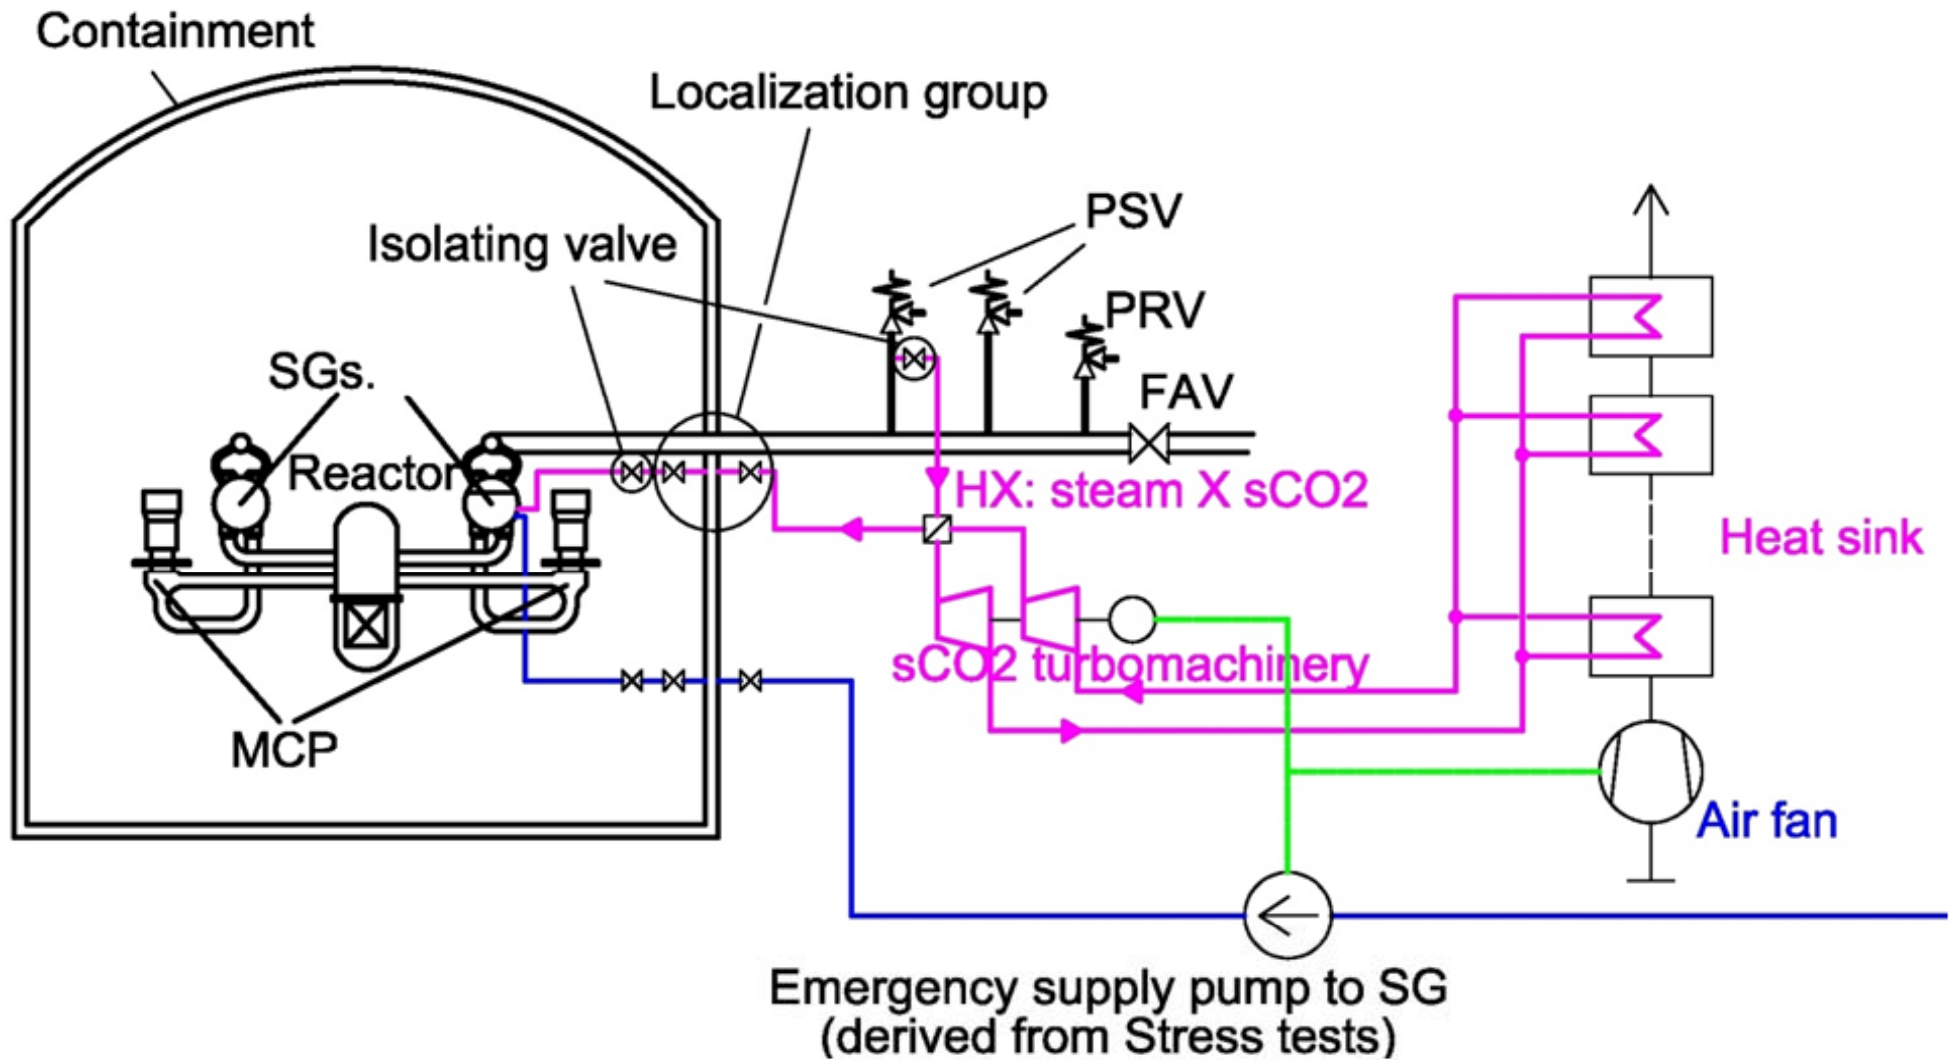 Containment
Localization group
PSV
Isolating valve
PRV
SGs.
FAV
Reactor
HX: steam X sCO2
Heat sink
sCO2 turbomachinery
MCP
Air fan
Emergency supply pump to SG
(derived from Stress tests)